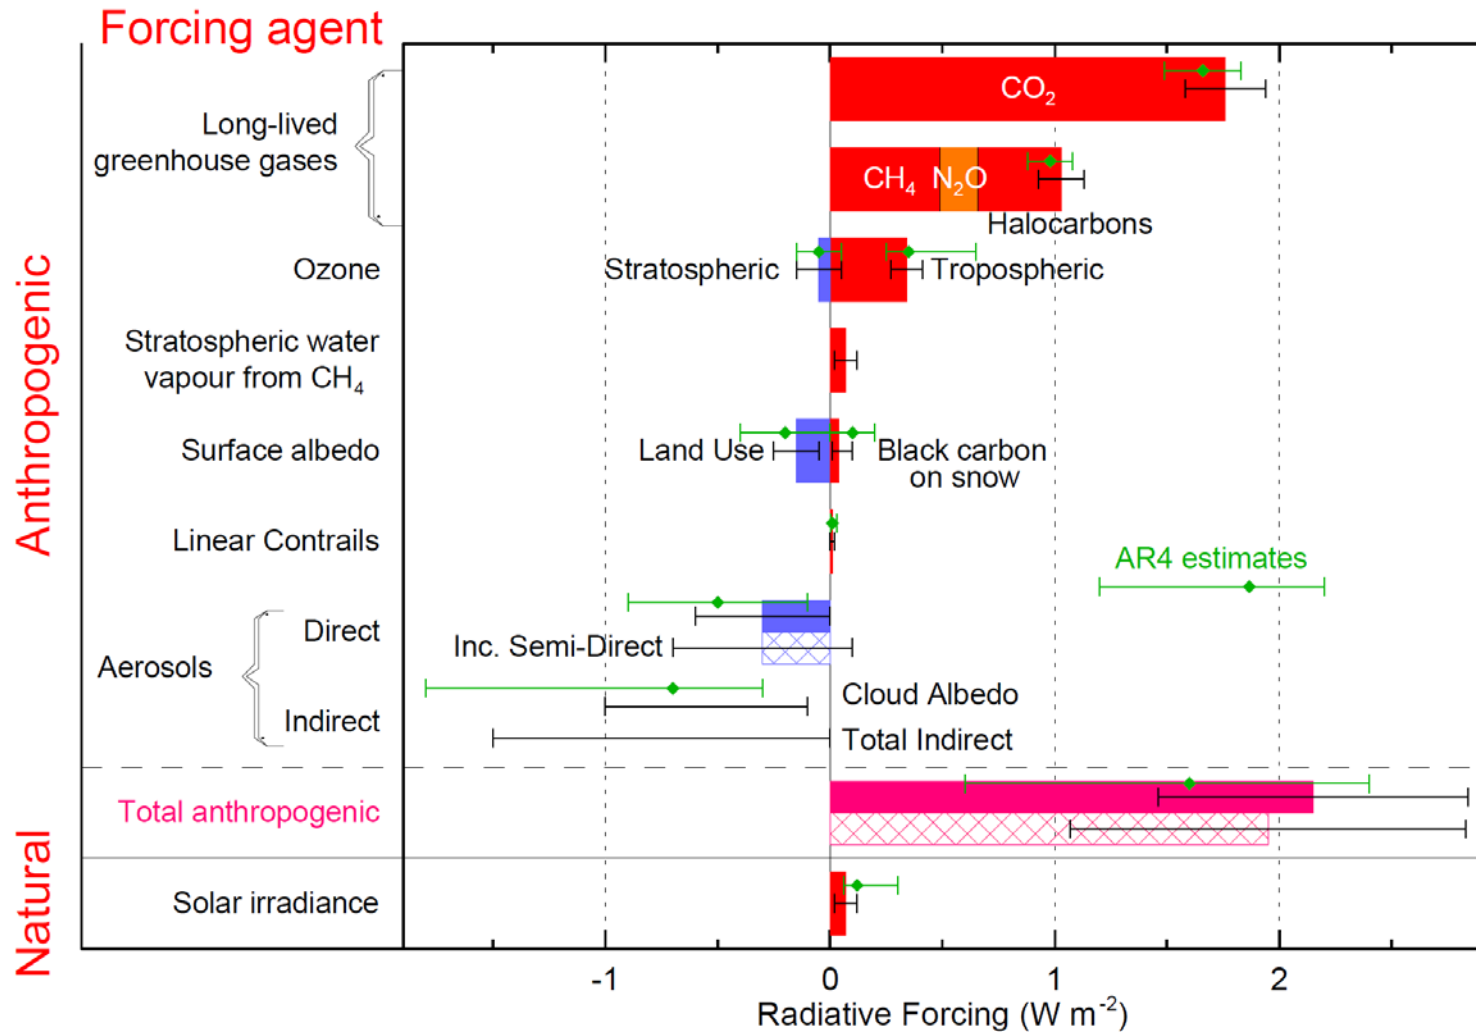 Forcing agent
Anthropogenic
Natural
Long-lived
greenhouse gases
CO₂
CH₄ N₂O
Halocarbons
Ozone
Stratospheric
Tropospheric
Stratospheric water
vapour from CH₄
Surface albedo
Land Use
Black carbon
on snow
Linear Contrails
AR4 estimates
Aerosols
Direct
Inc. Semi-Direct
Indirect
Cloud Albedo
Total Indirect
Total anthropogenic
Solar irradiance
-1 0 1 2
Radiative Forcing (W m⁻²)